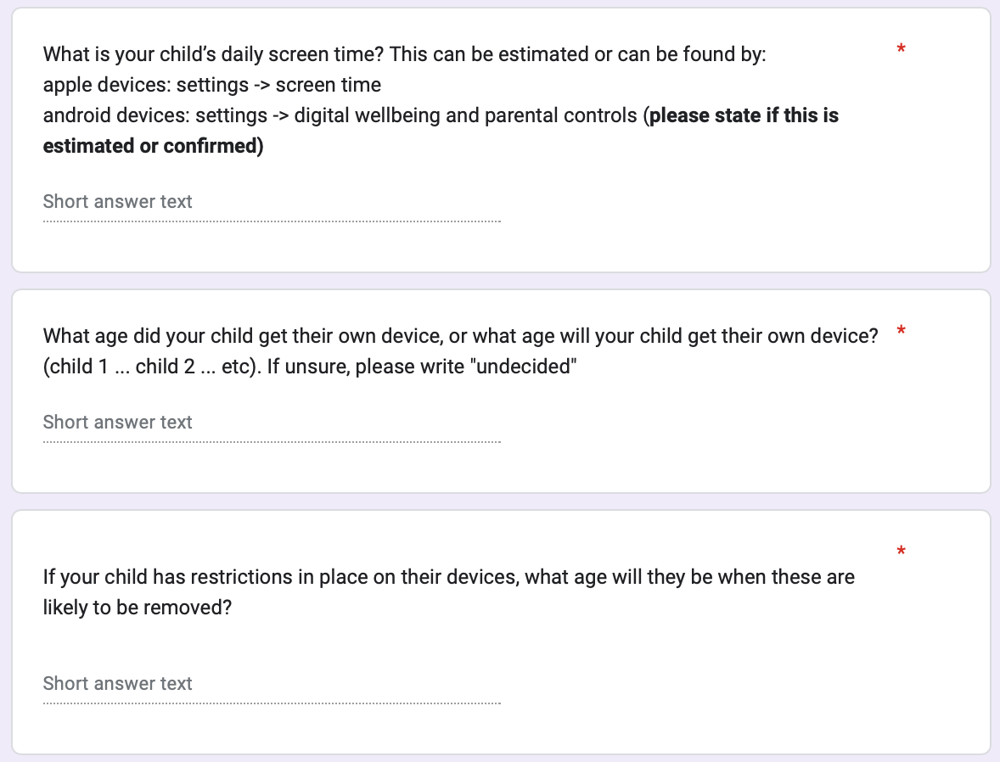 What is your child’s daily screen time? This can be estimated or can be found by: *
apple devices: settings -> screen time
android devices: settings -> digital wellbeing and parental controls (please state if this is
estimated or confirmed)
Short answer text
What age did your child get their own device, or what age will your child get their own device? *
(child 1 ... child 2 ... etc). If unsure, please write "undecided"
Short answer text
*
If your child has restrictions in place on their devices, what age will they be when these are
likely to be removed?
Short answer text